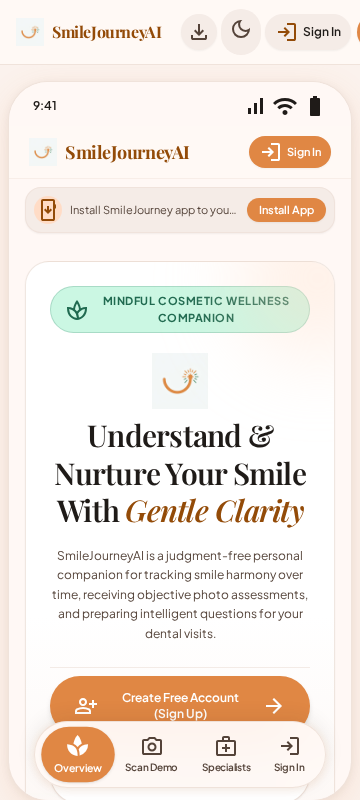 SmileJourneyAI
Sign In
9:41
SmileJourneyAI
Sign In
Install SmileJourney app to you...
Install App
MINDFUL COSMETIC WELLNESS
COMPANION
Understand &
Nurture Your Smile
With Gentle Clarity
SmileJourneyAI is a judgment-free personal
companion for tracking smile harmony over
time, receiving objective photo assessments,
and preparing intelligent questions for your
dental visits.
Create Free Account
(Sign Up)
Overview
Scan Demo
Specialists
Sign In